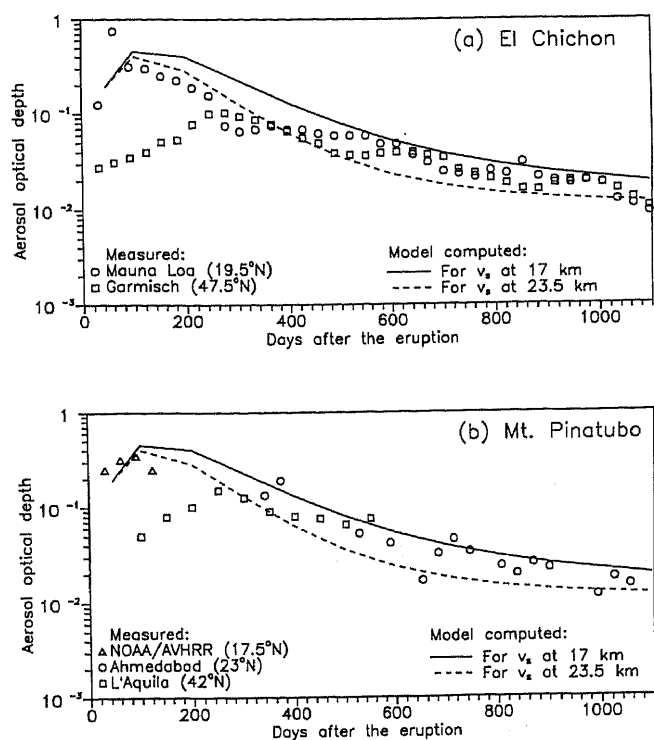 (a) El Chichon
Aerosol optical depth
1
10⁻¹
10⁻²
10⁻³
Measured:
○ Mauna Loa (19.5°N)
□ Garmisch (47.5°N)
Model computed:
For vₛ at 17 km
For vₛ at 23.5 km
0 200 400 600 800 1000
Days after the eruption
(b) Mt. Pinatubo
Aerosol optical depth
1
10⁻¹
10⁻²
10⁻³
Measured:
△ NOAA/AVHRR (17.5°N)
○ Ahmedabad (23°N)
□ L'Aquila (42°N)
Model computed:
For vₛ at 17 km
For vₛ at 23.5 km
0 200 400 600 800 1000
Days after the eruption